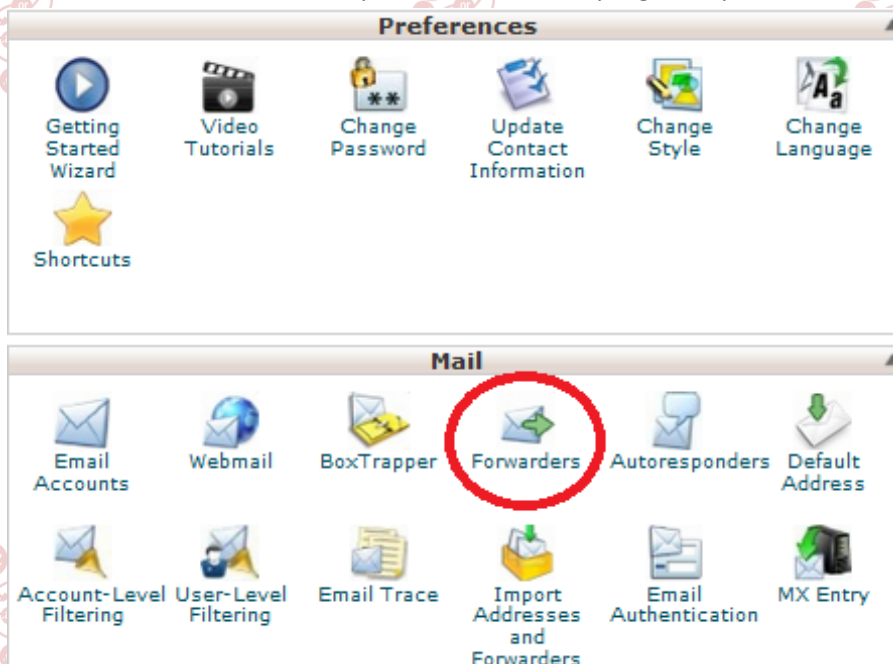 Preferences
Getting Started Wizard
Video Tutorials
Change Password
Update Contact Information
Change Style
Change Language
Shortcuts
Mail
Email Accounts
Webmail
BoxTrapper
Forwarders
Autoresponders
Default Address
Account-Level Filtering
User-Level Filtering
Email Trace
Import Addresses and Forwarders
Email Authentication
MX Entry